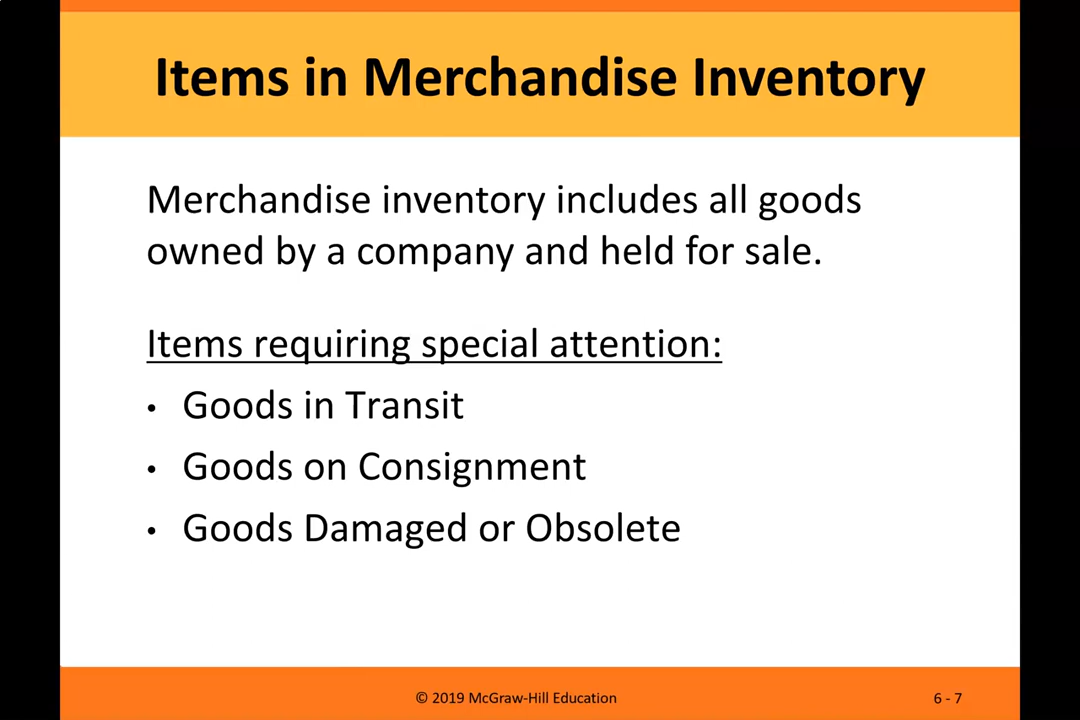 Items in Merchandise Inventory
Merchandise inventory includes all goods
owned by a company and held for sale.
Items requiring special attention:
• Goods in Transit
• Goods on Consignment
• Goods Damaged or Obsolete
© 2019 McGraw-Hill Education
6 - 7